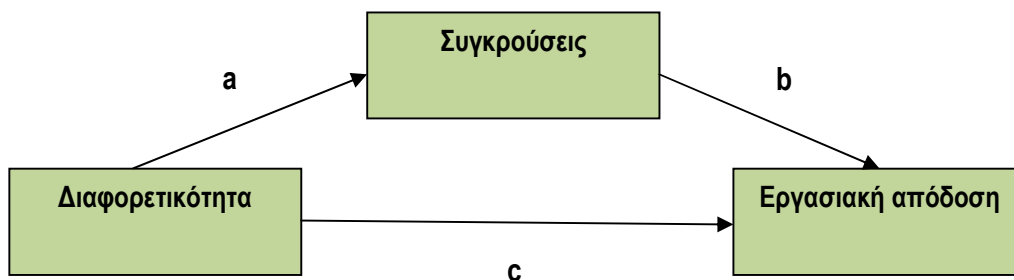 Συγκρούσεις
a
b
Διαφορετικότητα
Εργασιακή απόδοση
c